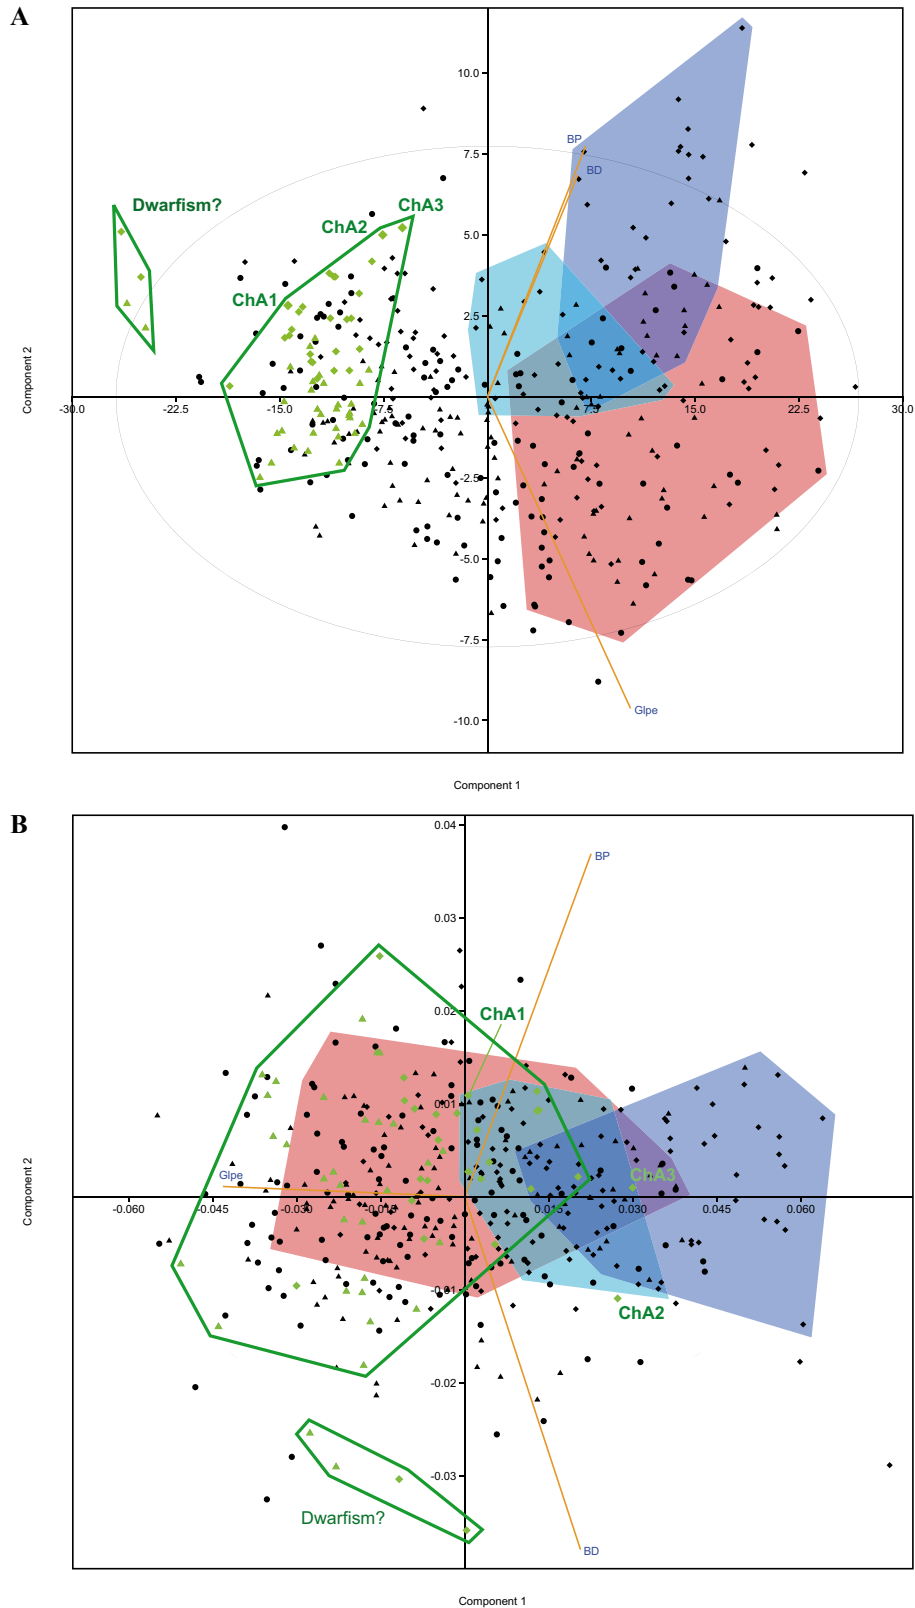 A
10.0
BP
7.5
BD
Dwarfism?
ChA3
ChA2
5.0
ChA1
2.5
Component 2
-30.0 -22.5 -15.0 -7.5 7.5 15.0 22.5 30.0
-2.5
-5.0
-7.5
Glpe
-10.0
Component 1
B
0.04
BP
0.03
0.02
ChA1
0.01
Component 2
Glpe
ChA3
-0.060 -0.045 -0.030 -0.015 0.015 0.030 0.045 0.060
-0.01
ChA2
-0.02
-0.03
Dwarfism?
BD
Component 1